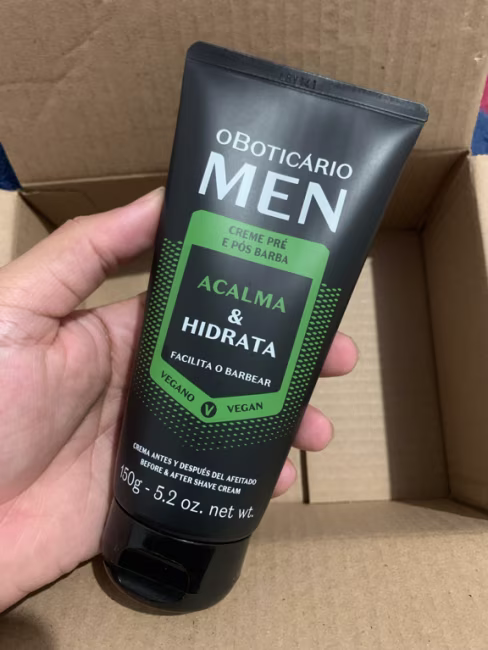 oBOTICÁRIO
MEN
CREME PRÉ
E PÓS BARBA
ACALMA
&
HIDRATA
FACILITA O BARBEAR
VEGANO V VEGAN
CREMA ANTES Y DESPUÉS DEL AFEITADO
BEFORE & AFTER SHAVE CREAM
150g - 5.2 oz. net wt.